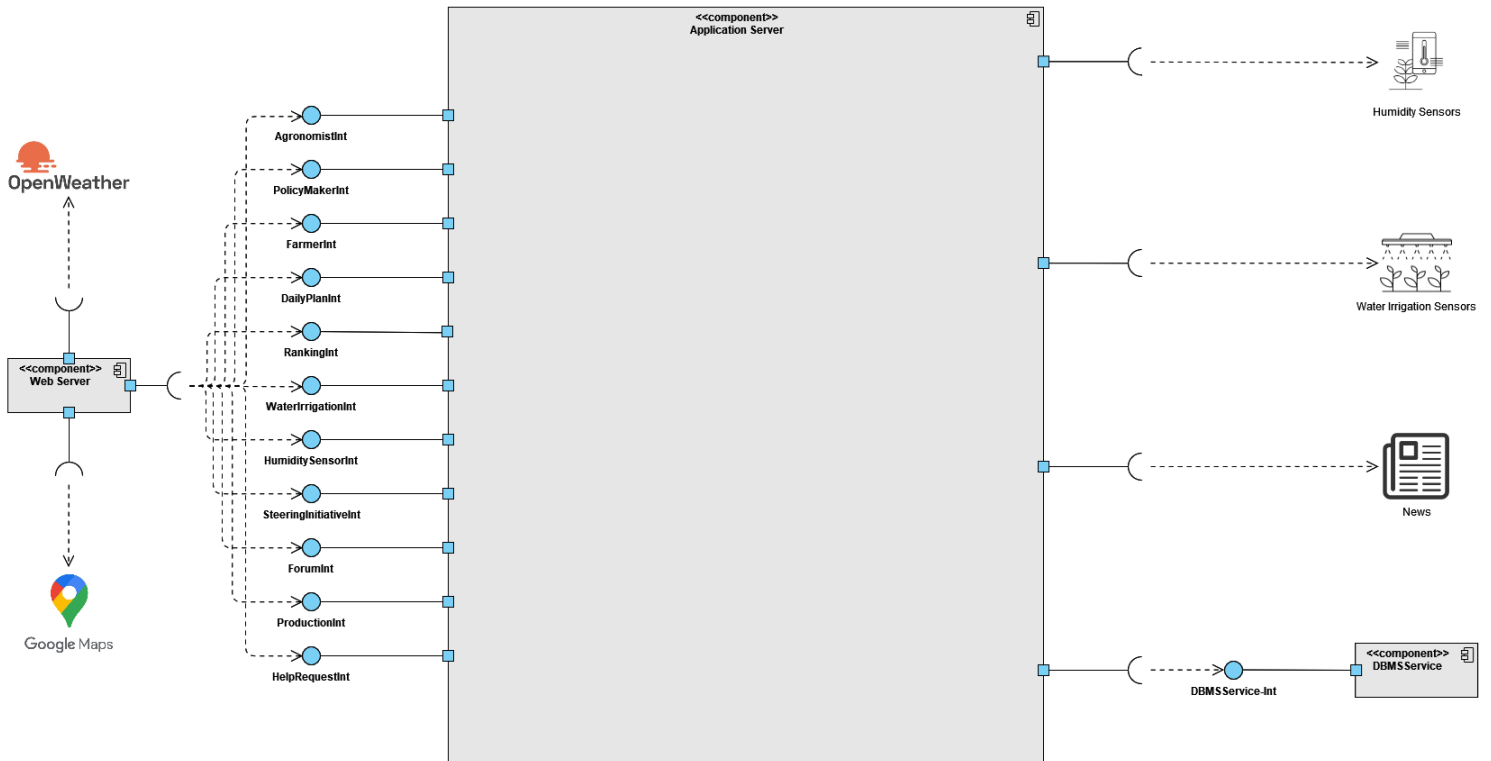 <<component>>
Application Server
Humidity Sensors
AgronomistInt
OpenWeather
PolicyMakerInt
FarmerInt
DailyPlanInt
Water Irrigation Sensors
RankingInt
<<component>>
Web Server
WaterIrrigationInt
HumiditySensorInt
SteeringInitiativeInt
News
ForumInt
ProductionInt
Google Maps
<<component>>
DBMSService
HelpRequestInt
DBMSService-Int